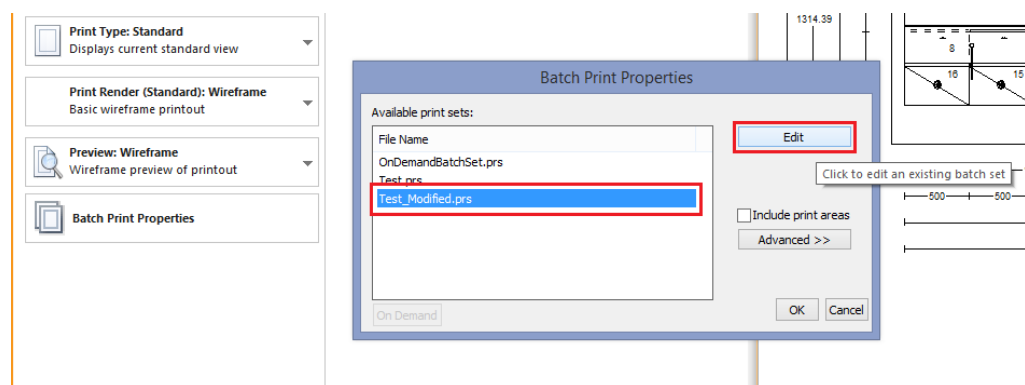 Print Type: Standard
Displays current standard view
Print Render (Standard): Wireframe
Basic wireframe printout
Preview: Wireframe
Wireframe preview of printout
Batch Print Properties
Batch Print Properties
Available print sets:
File Name
OnDemandBatchSet.prs
Test.prs
Test_Modified.prs
Edit
Click to edit an existing batch set
Include print areas
Advanced >>
On Demand
OK
Cancel
1314.39
8
16
15
500
500